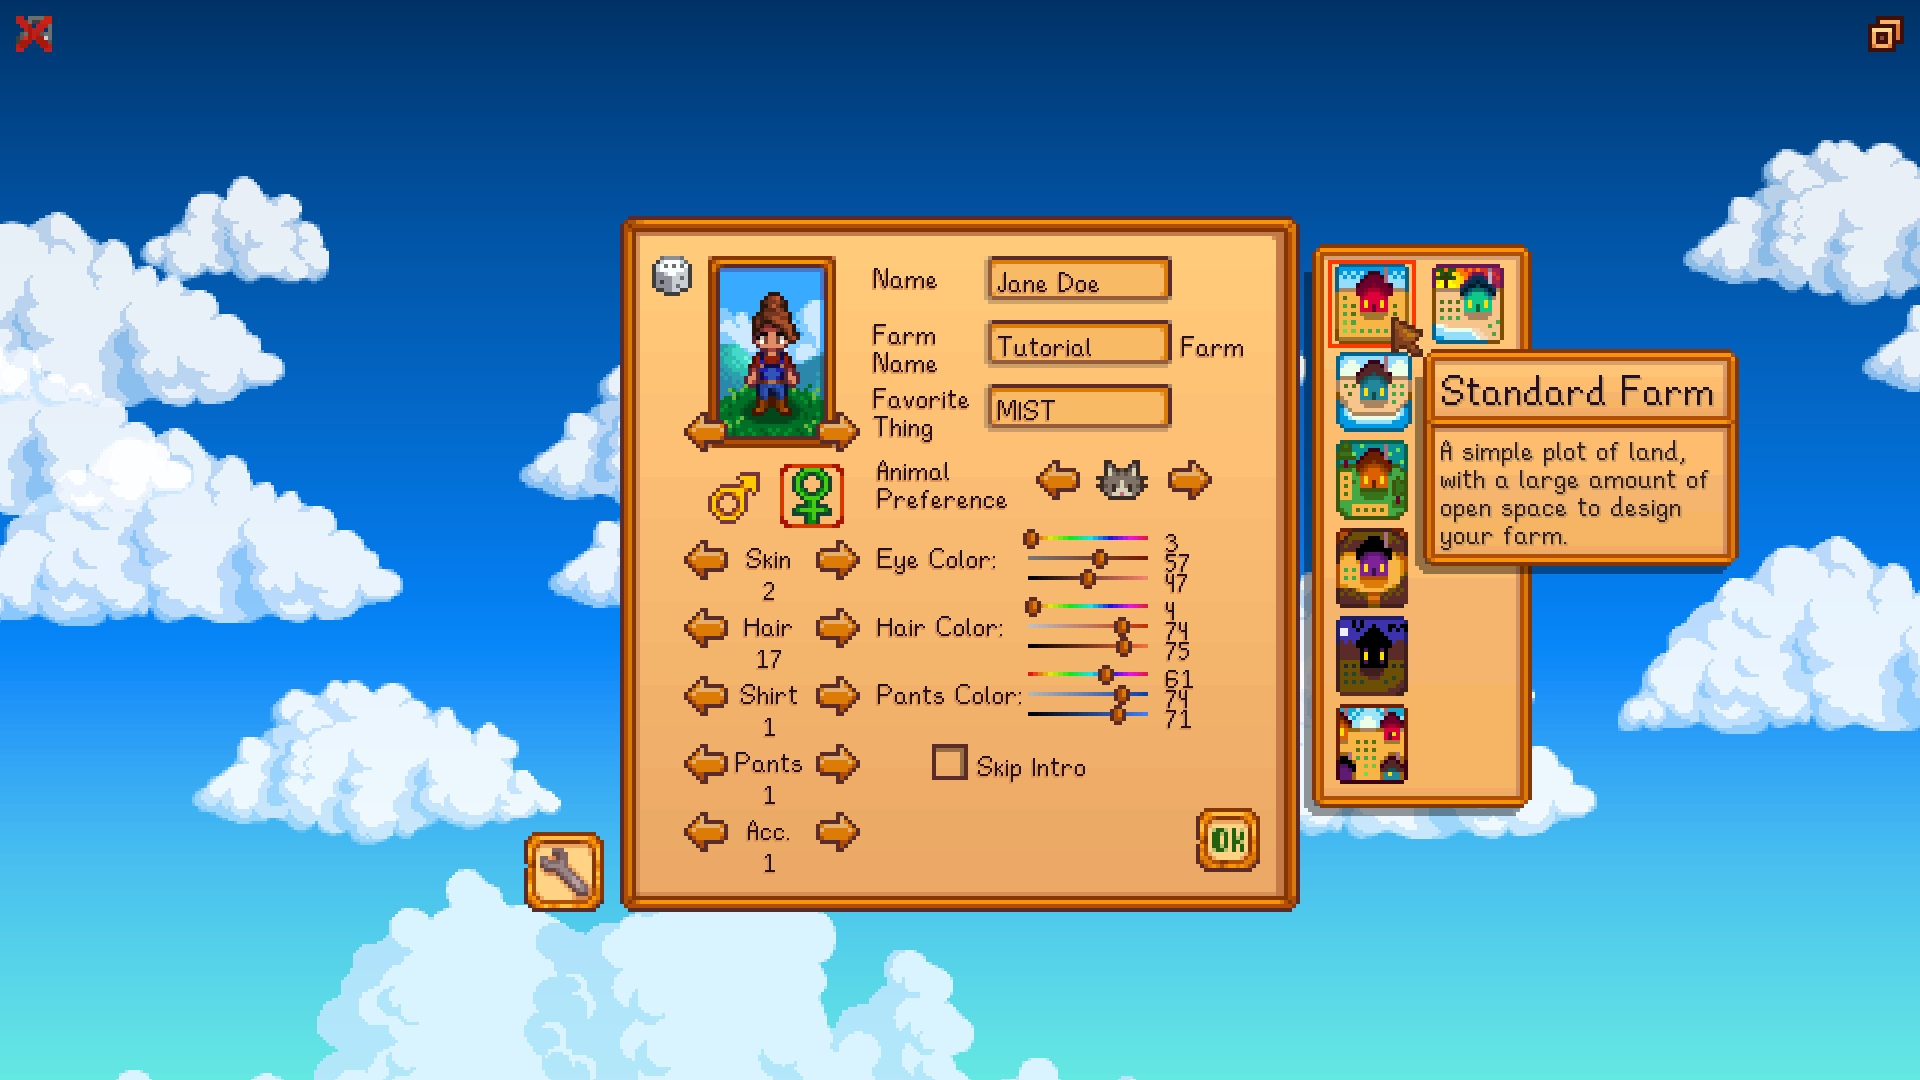 Name
Jane Doe
Farm
Name
Tutorial
Farm
Favorite
Thing
MIST
Animal
Preference
Skin
2
Eye Color:
3
57
47
Hair
17
Hair Color:
4
74
75
Shirt
1
Pants Color:
61
74
71
Pants
1
Skip Intro
Acc.
1
OK
Standard Farm
A simple plot of land,
with a large amount of
open space to design
your farm.